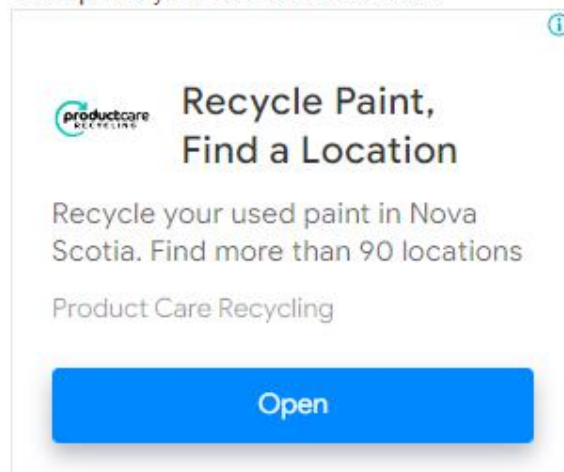 productcare
RECYCLING
Recycle Paint,
Find a Location
Recycle your used paint in Nova
Scotia. Find more than 90 locations
Product Care Recycling
Open